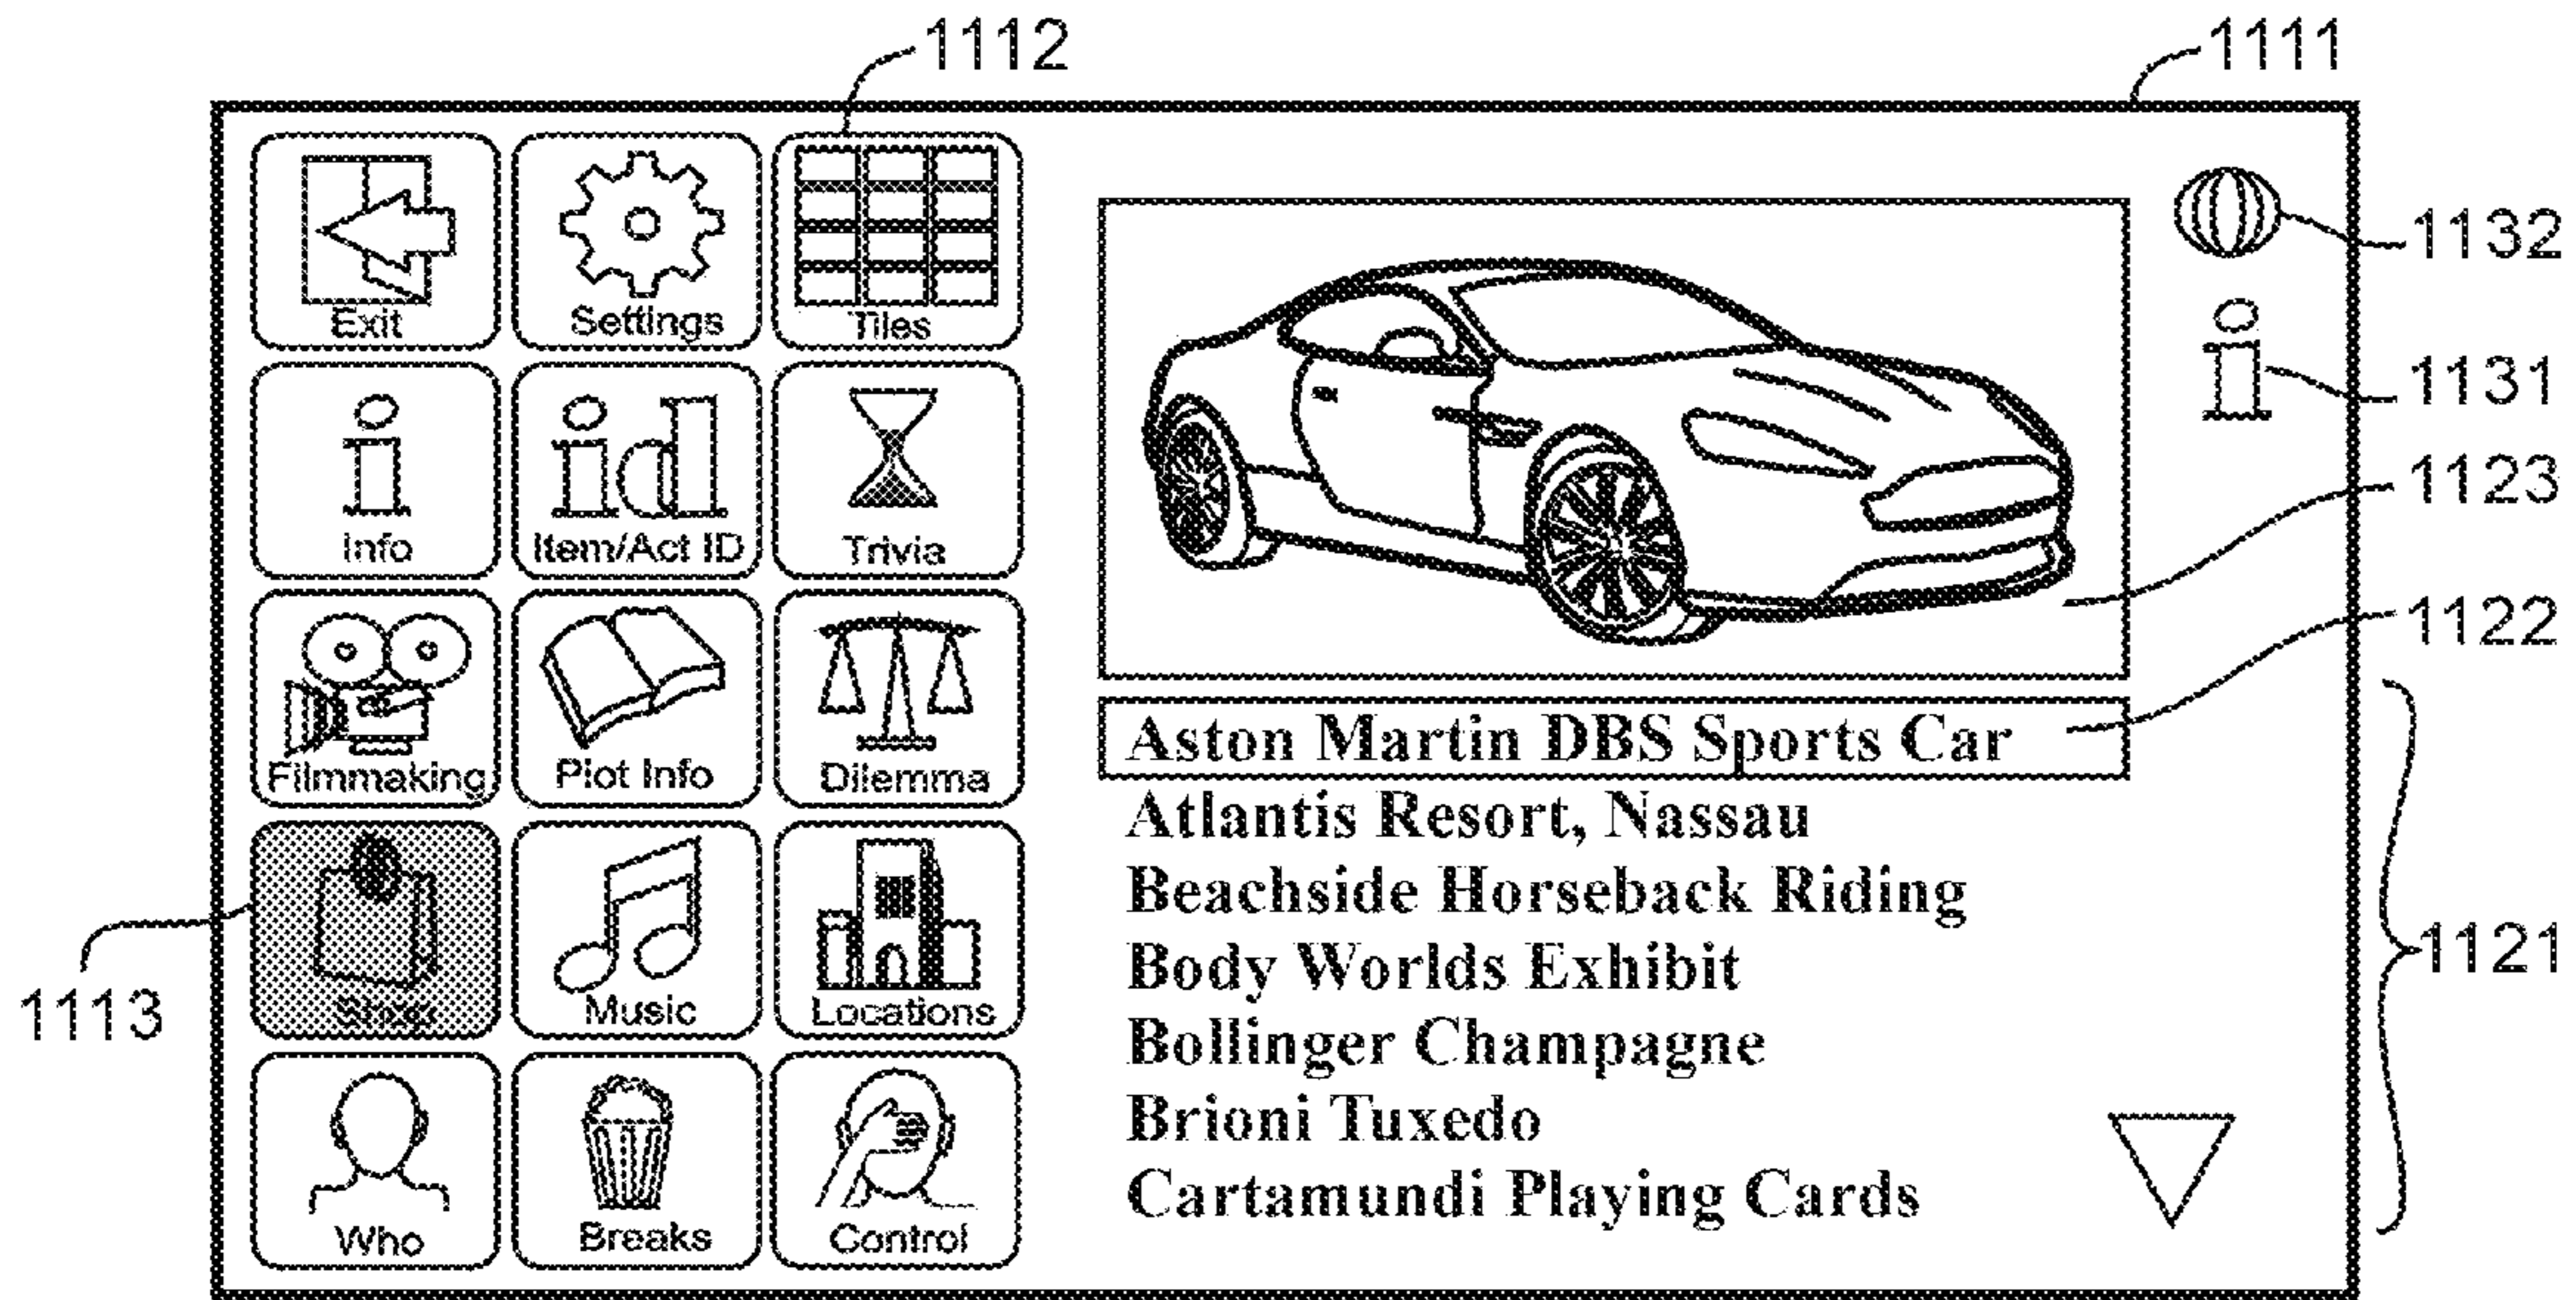 1112
1111
Exit
Settings
Tiles
1132
Info
Item/Act ID
Trivia
1131
1123
Filmmaking
Plot Info
Dilemma
1122
Aston Martin DBS Sports Car
Atlantis Resort, Nassau
Beachside Horseback Riding
Body Worlds Exhibit
Bollinger Champagne
Brioni Tuxedo
Cartamundi Playing Cards
1121
1113
Music
Locations
Who
Breaks
Control